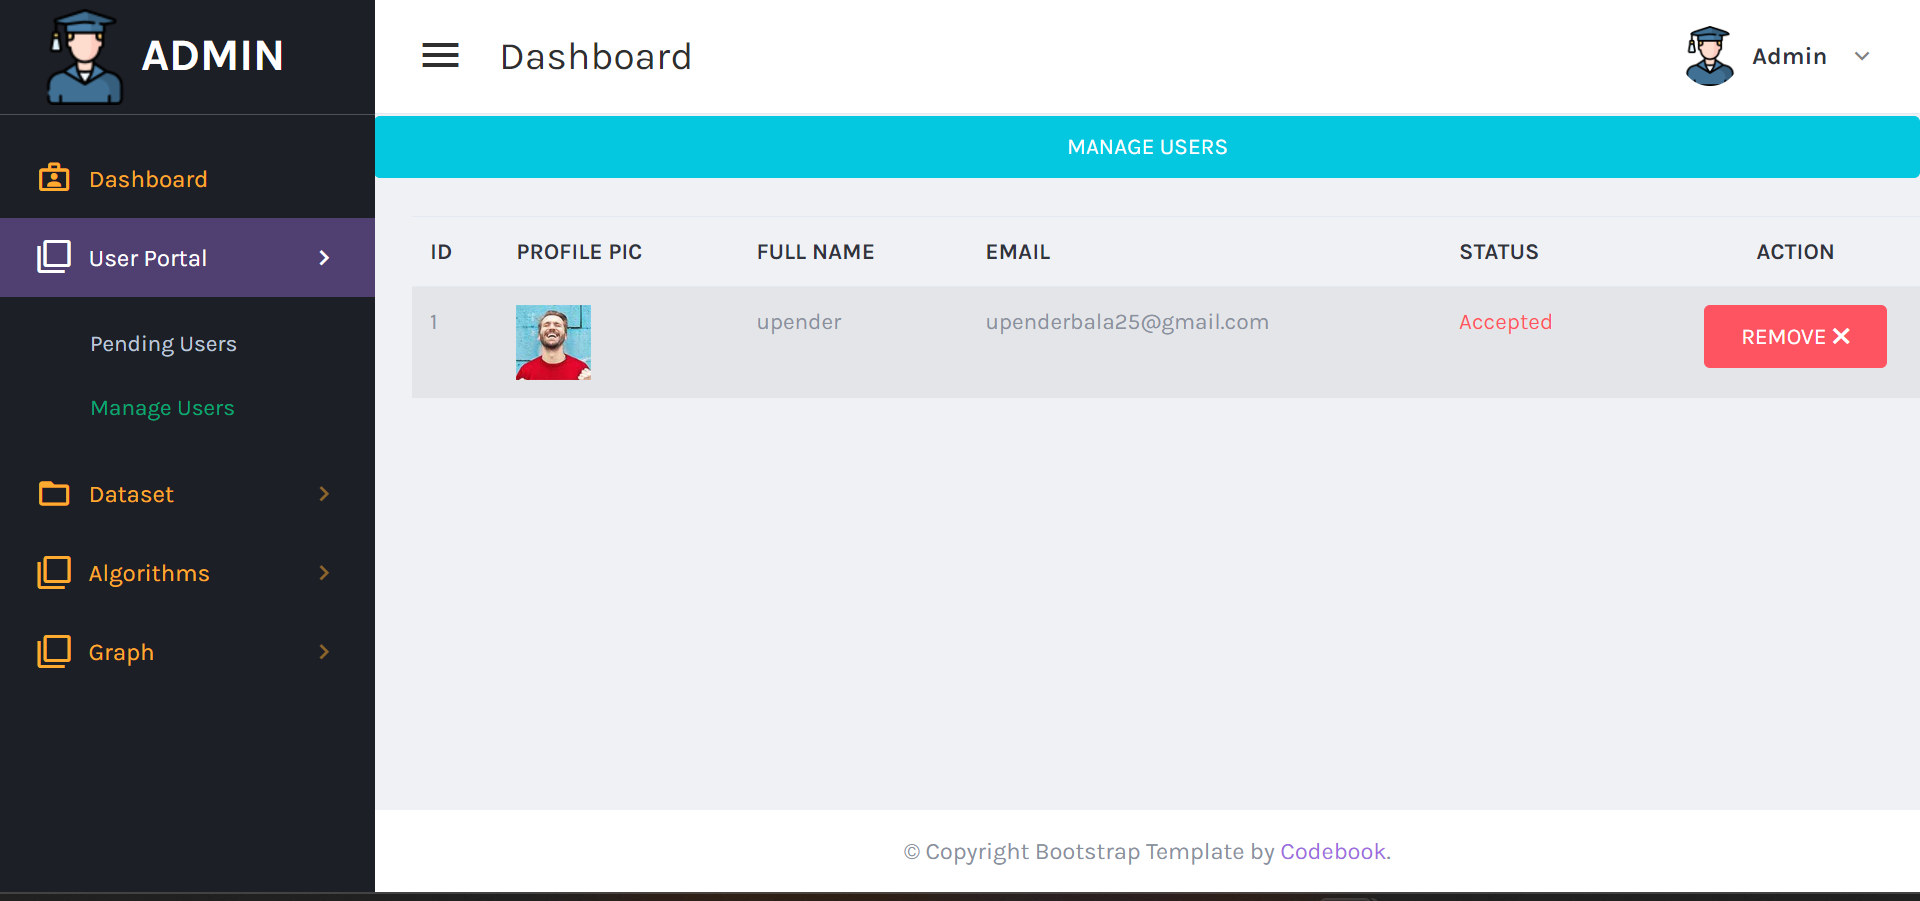 ADMIN
Dashboard
Admin
MANAGE USERS
Dashboard
User Portal
Pending Users
Manage Users
Dataset
Algorithms
Graph
ID PROFILE PIC FULL NAME EMAIL STATUS ACTION
1 upender upenderbala25@gmail.com Accepted REMOVE ✕
© Copyright Bootstrap Template by Codebook.